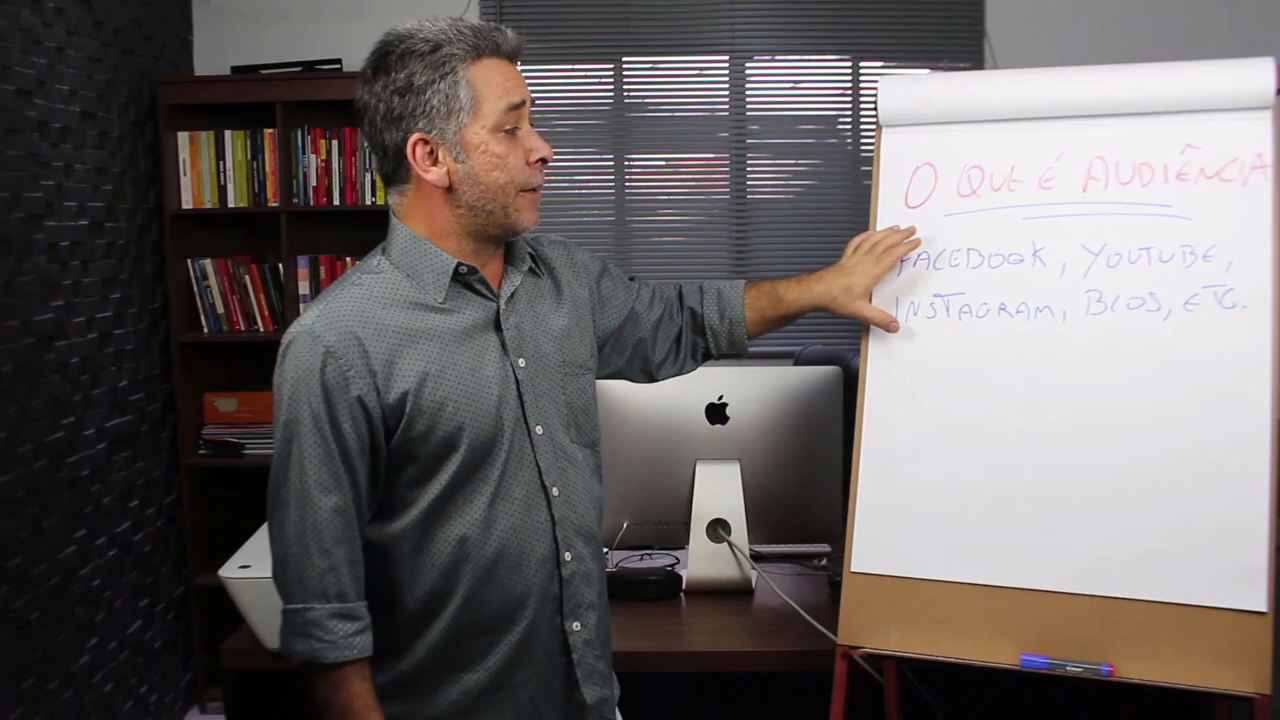 O QUE É AUDIÊNCIA
FACEBOOK, YOUTUBE,
INSTAGRAM, BLOS, ETC.